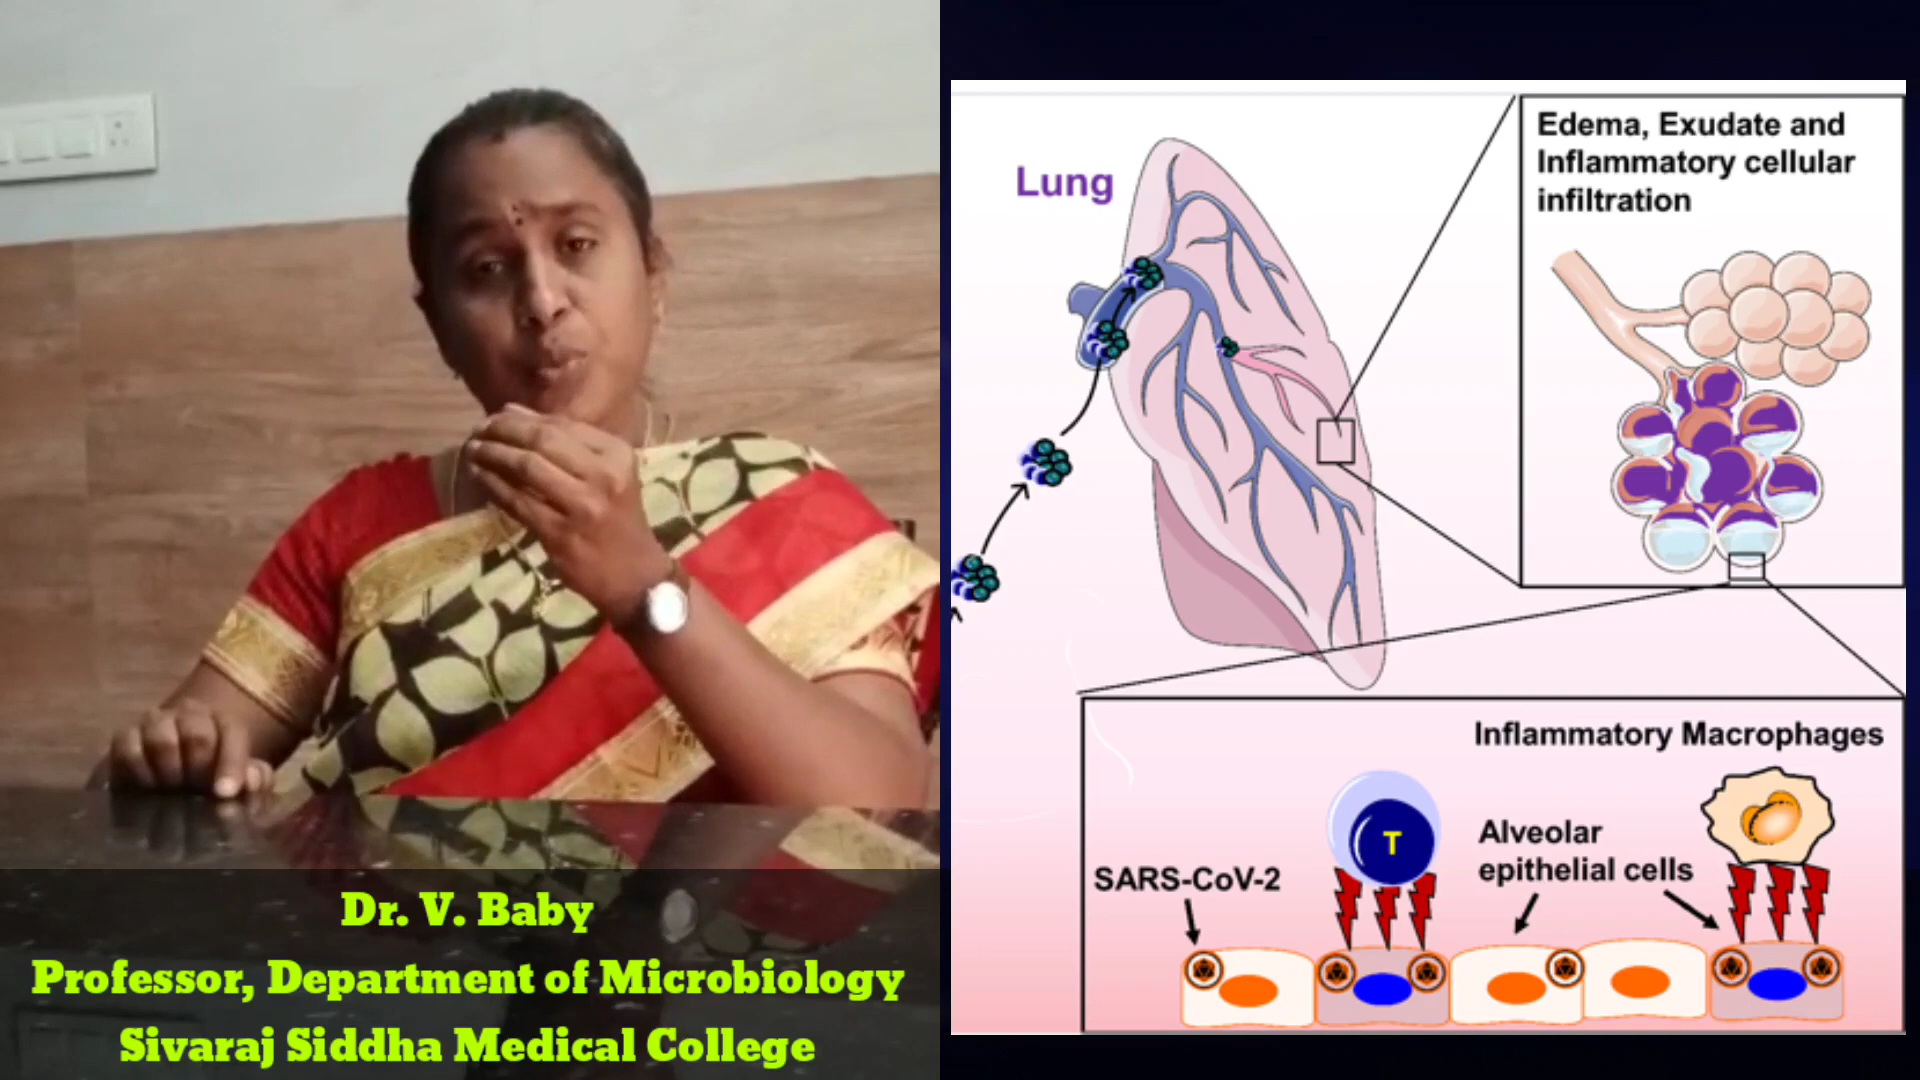 Dr. V. Baby
Professor, Department of Microbiology
Sivaraj Siddha Medical College
Lung
Edema, Exudate and
Inflammatory cellular
infiltration
Inflammatory Macrophages
T
Alveolar
epithelial cells
SARS-CoV-2